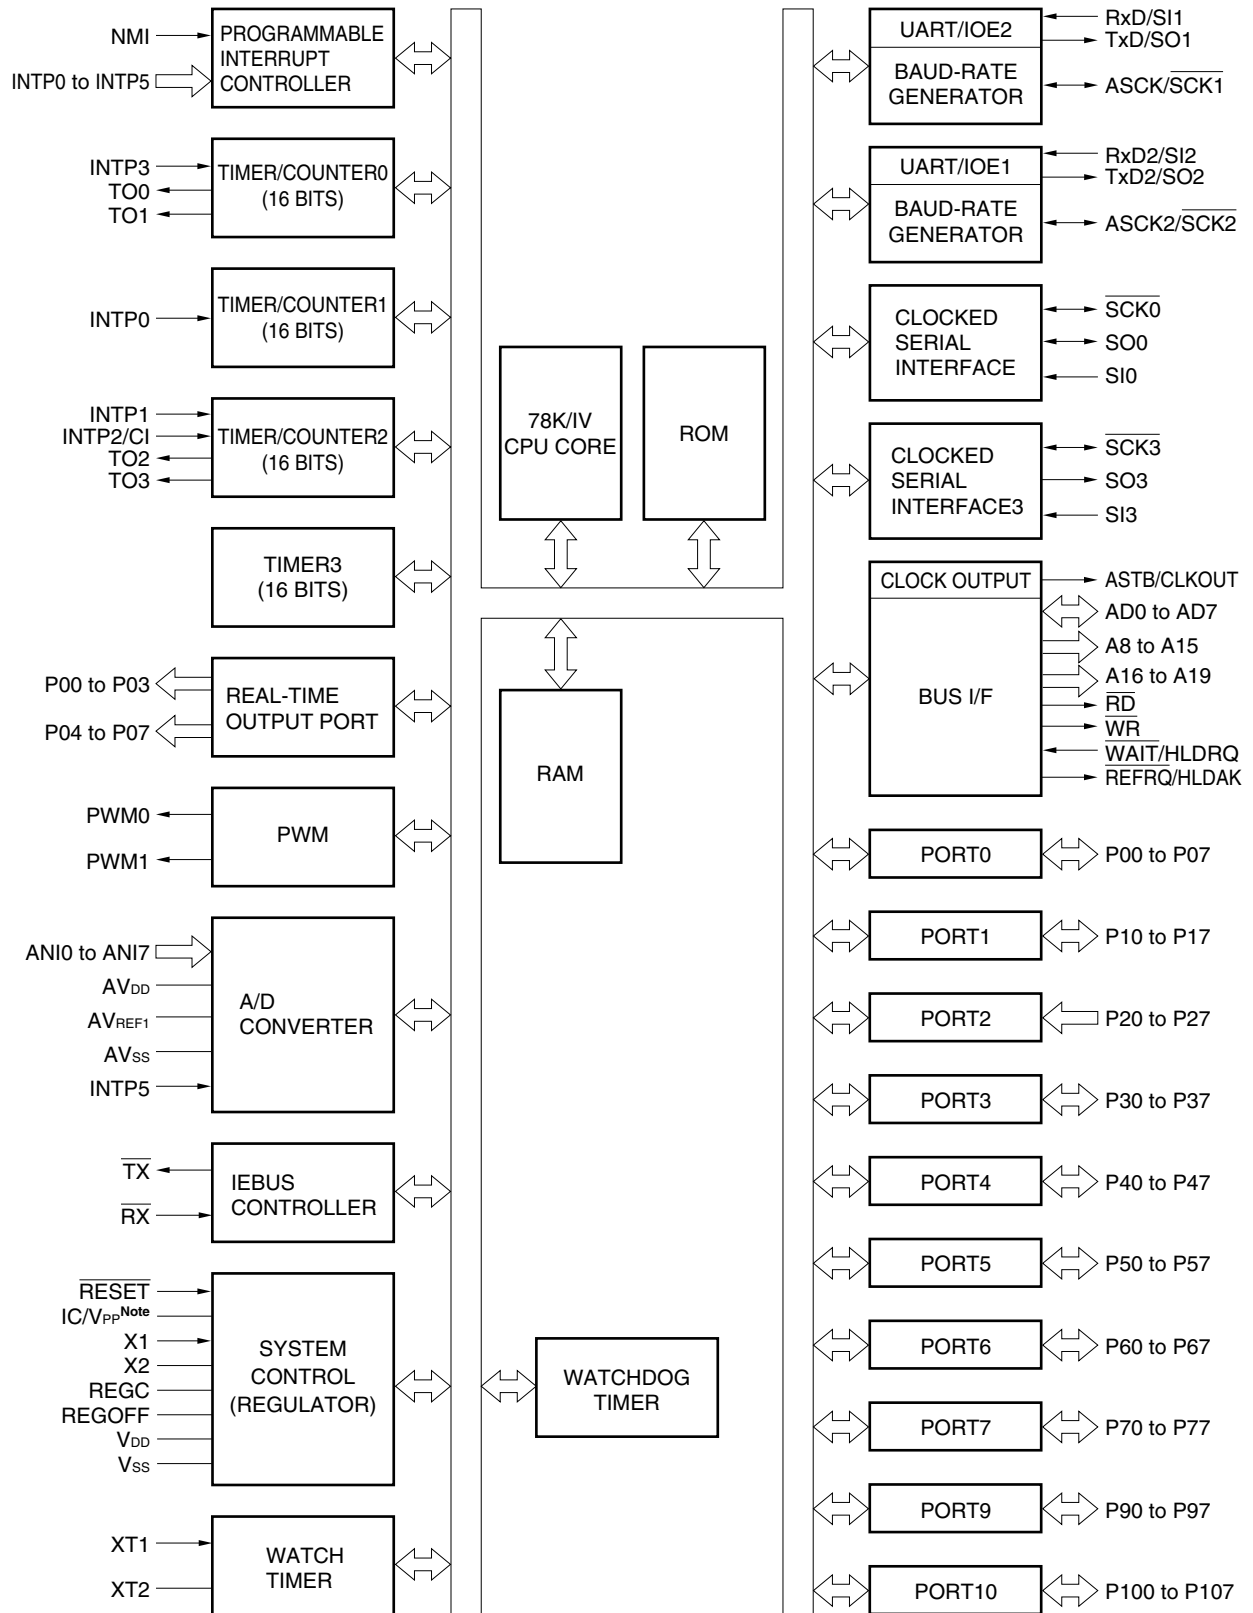 NMI
INTP0 to INTP5
PROGRAMMABLE
INTERRUPT
CONTROLLER
INTP3
TO0
TO1
TIMER/COUNTER0
(16 BITS)
INTP0
TIMER/COUNTER1
(16 BITS)
INTP1
INTP2/CI
TO2
TO3
TIMER/COUNTER2
(16 BITS)
TIMER3
(16 BITS)
P00 to P03
P04 to P07
REAL-TIME
OUTPUT PORT
PWM0
PWM1
PWM
ANI0 to ANI7
AVDD
AVREF1
AVSS
INTP5
A/D
CONVERTER
TX
RX
IEBUS
CONTROLLER
RESET
IC/VPPNote
X1
X2
REGC
REGOFF
VDD
VSS
SYSTEM
CONTROL
(REGULATOR)
XT1
XT2
WATCH
TIMER
78K/IV
CPU CORE
ROM
RAM
WATCHDOG
TIMER
UART/IOE2
BAUD-RATE
GENERATOR
RxD/SI1
TxD/SO1
ASCK/SCK1
UART/IOE1
BAUD-RATE
GENERATOR
RxD2/SI2
TxD2/SO2
ASCK2/SCK2
CLOCKED
SERIAL
INTERFACE
SCK0
SO0
SI0
CLOCKED
SERIAL
INTERFACE3
SCK3
SO3
SI3
CLOCK OUTPUT
BUS I/F
ASTB/CLKOUT
AD0 to AD7
A8 to A15
A16 to A19
RD
WR
WAIT/HLDRQ
REFRQ/HLDAK
PORT0
P00 to P07
PORT1
P10 to P17
PORT2
P20 to P27
PORT3
P30 to P37
PORT4
P40 to P47
PORT5
P50 to P57
PORT6
P60 to P67
PORT7
P70 to P77
PORT9
P90 to P97
PORT10
P100 to P107